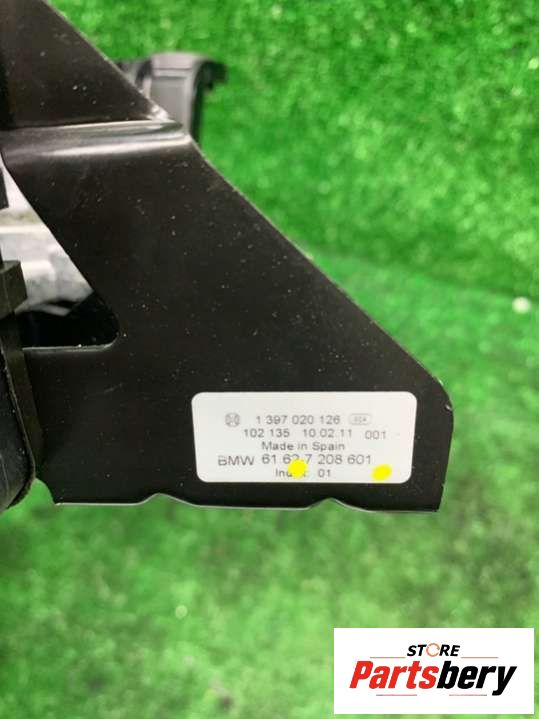 1 397 020 126
102 135 10.02.11 001
Made in Spain
BMW 61 62 7 208 601
01
STORE
Partsbery